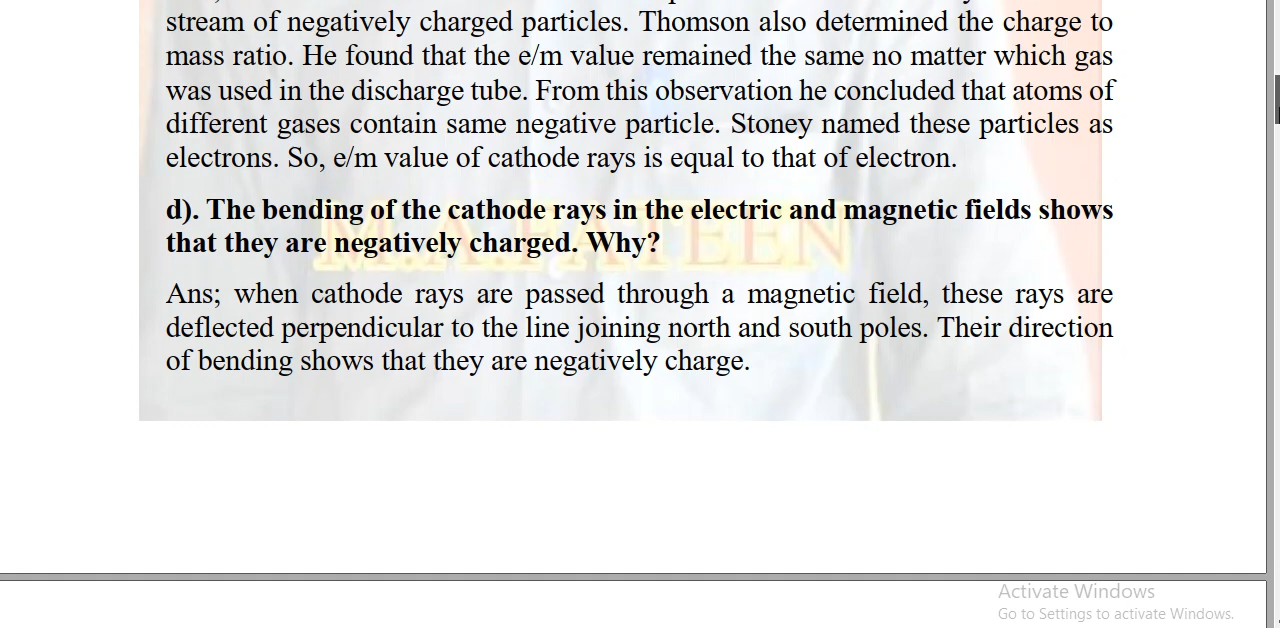 stream of negatively charged particles. Thomson also determined the charge to
mass ratio. He found that the e/m value remained the same no matter which gas
was used in the discharge tube. From this observation he concluded that atoms of
different gases contain same negative particle. Stoney named these particles as
electrons. So, e/m value of cathode rays is equal to that of electron.
d). The bending of the cathode rays in the electric and magnetic fields shows
that they are negatively charged. Why?
M.A.FATEEN
Ans; when cathode rays are passed through a magnetic field, these rays are
deflected perpendicular to the line joining north and south poles. Their direction
of bending shows that they are negatively charge.
Activate Windows
Go to Settings to activate Windows.